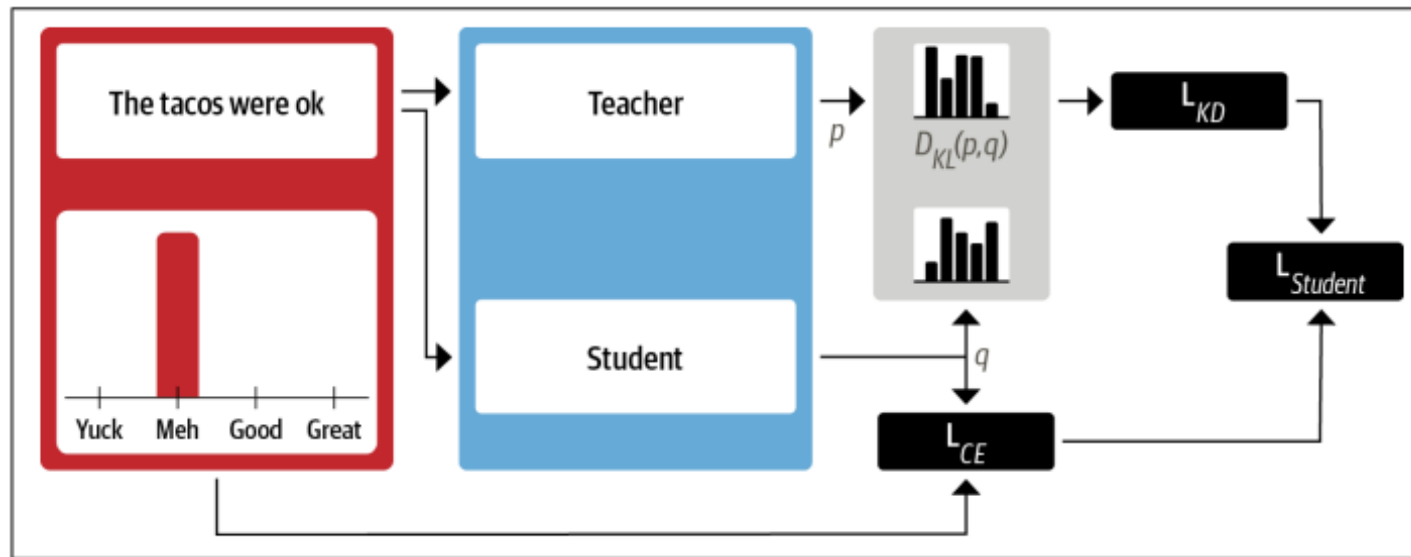 The tacos were ok
Yuck Meh Good Great
Teacher
Student
p
D_KL(p,q)
q
L_KD
L_CE
L_Student